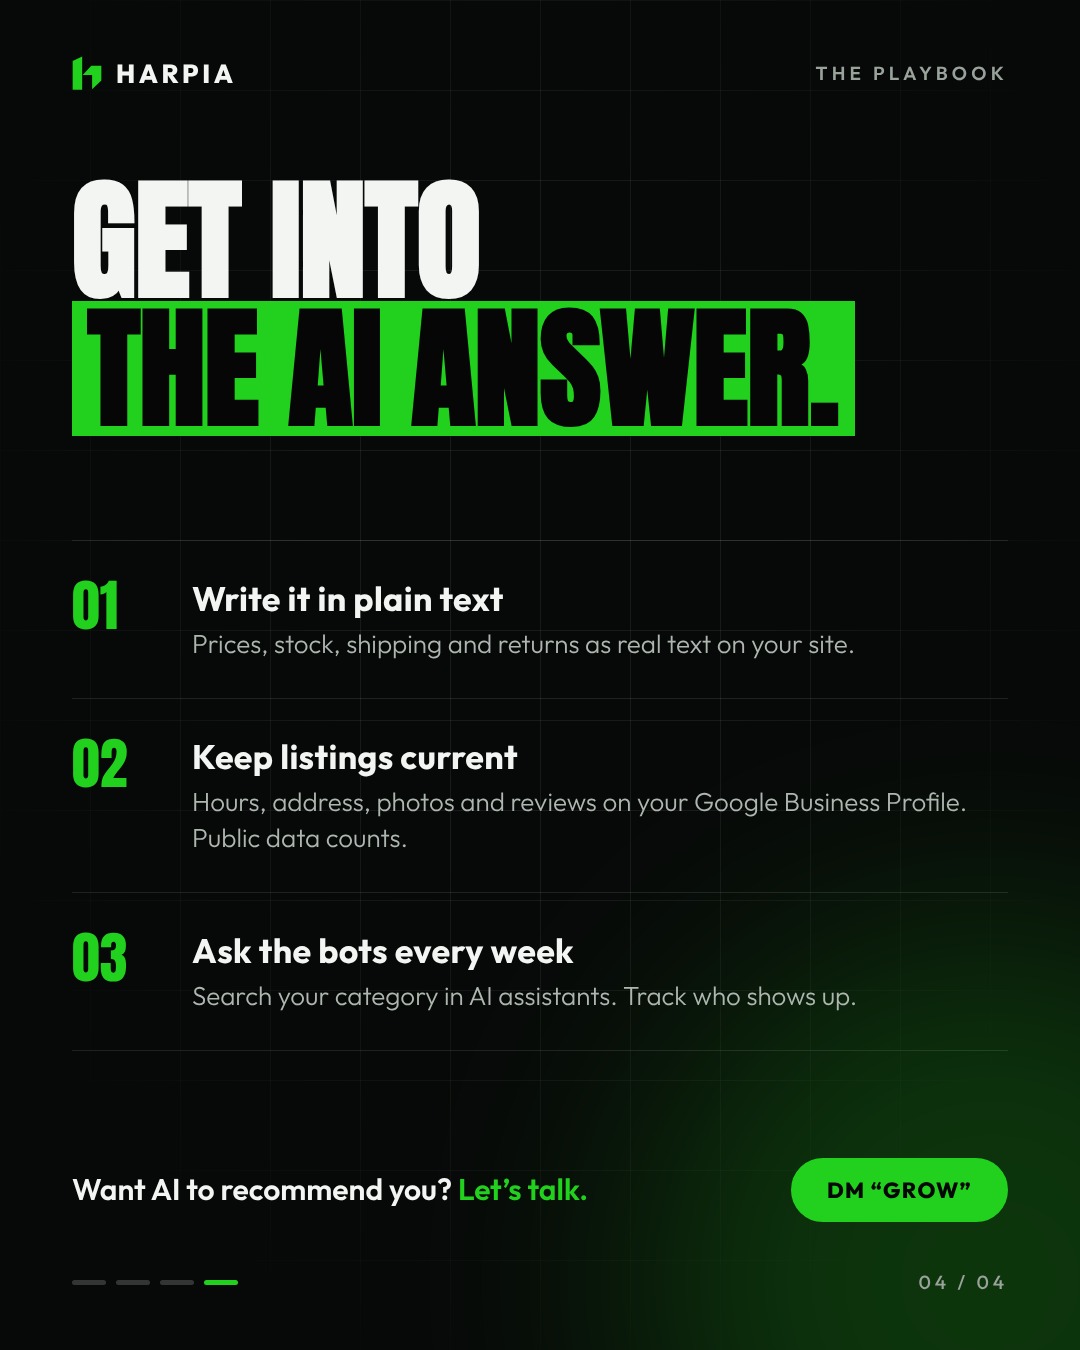 HARPIA
THE PLAYBOOK
GET INTO
THE AI ANSWER.
01
Write it in plain text
Prices, stock, shipping and returns as real text on your site.
02
Keep listings current
Hours, address, photos and reviews on your Google Business Profile.
Public data counts.
03
Ask the bots every week
Search your category in AI assistants. Track who shows up.
Want AI to recommend you? Let’s talk.
DM “GROW”
04 / 04